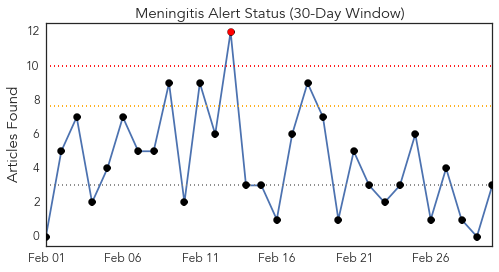 Meningitis Alert Status (30-Day Window)
Articles Found
12
10
8
6
4
2
0
Feb 01 Feb 06 Feb 11 Feb 16 Feb 21 Feb 26